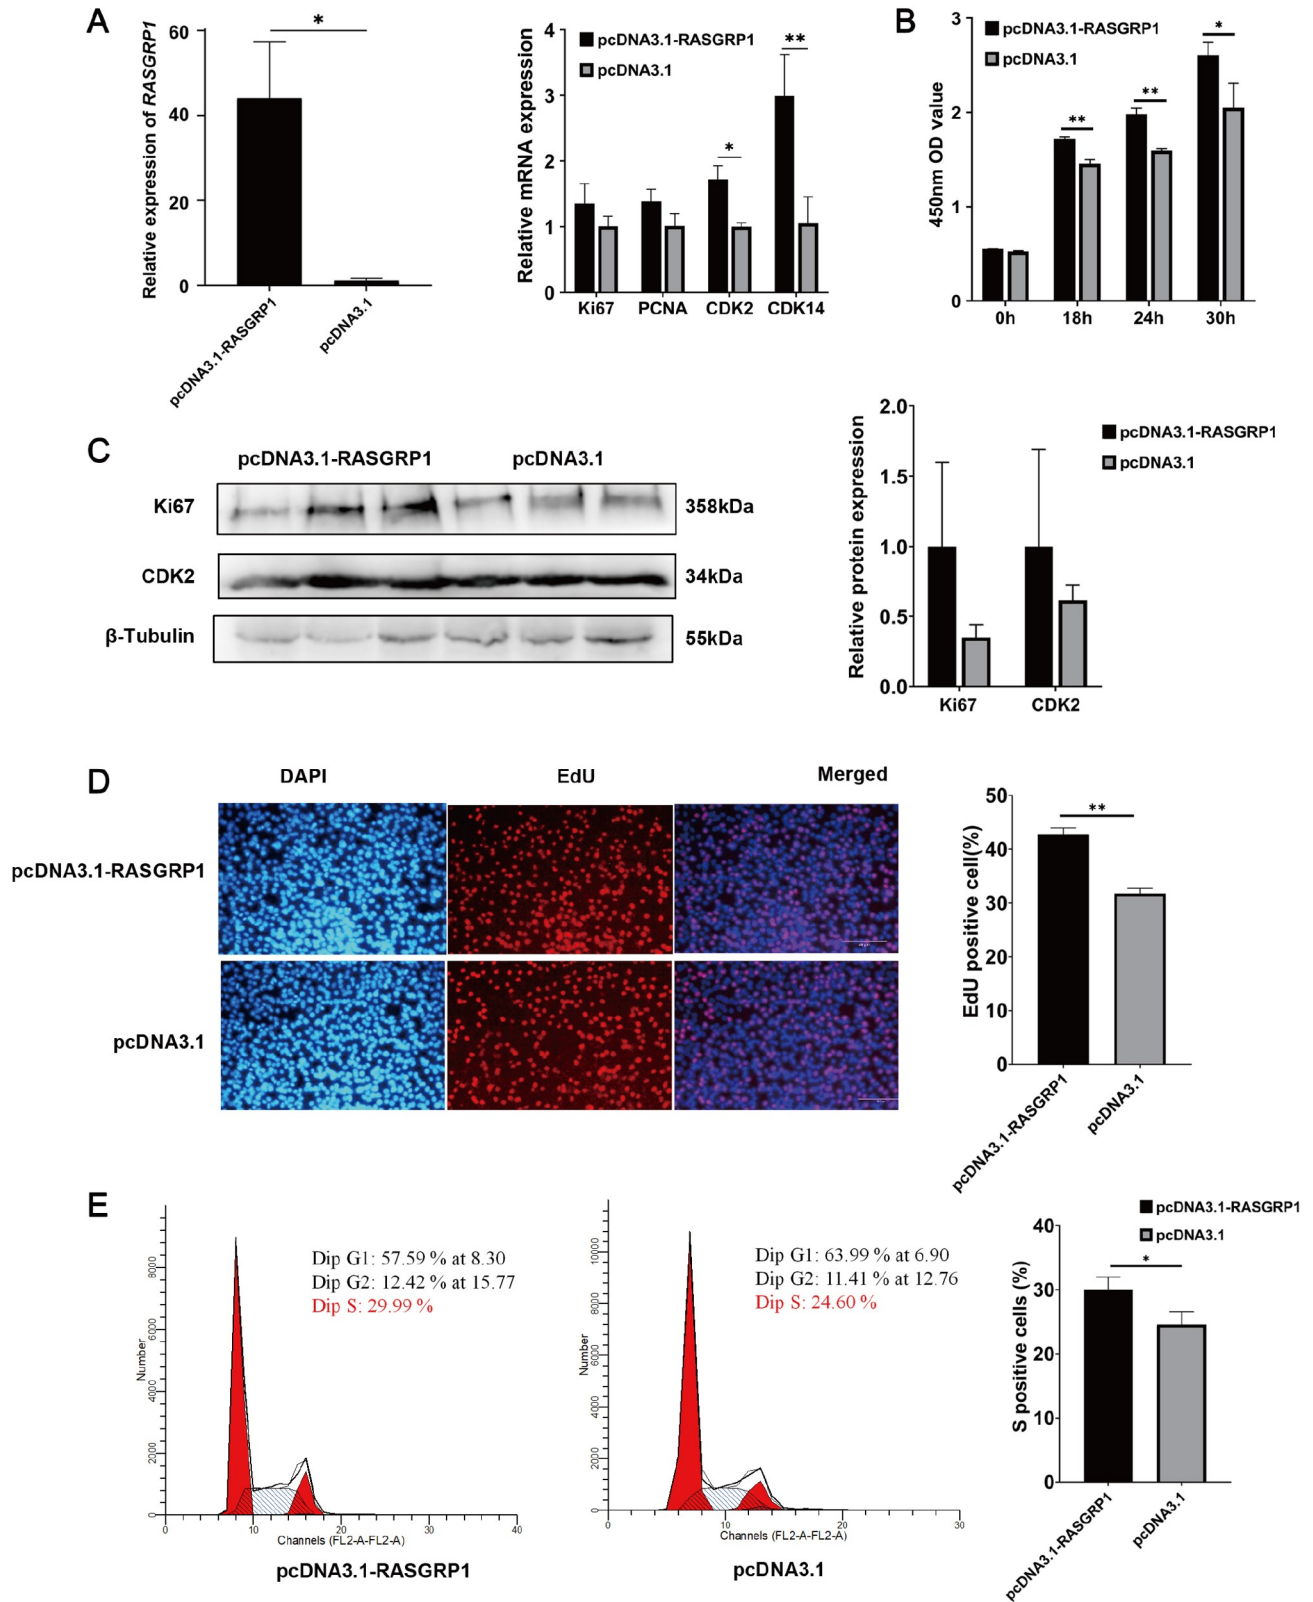 A
Relative expression of RASGRP1
60
40
20
0
*
pcDNA3.1-RASGRP1
pcDNA3.1
Relative mRNA expression
4
3
2
1
0
pcDNA3.1-RASGRP1
pcDNA3.1
*
**
Ki67 PCNA CDK2 CDK14
B
450nm OD value
3
2
1
0
pcDNA3.1-RASGRP1
pcDNA3.1
**
**
*
0h 18h 24h 30h
C
pcDNA3.1-RASGRP1 pcDNA3.1
Ki67 358kDa
CDK2 34kDa
β-Tubulin 55kDa
Relative protein expression
2.0
1.5
1.0
0.5
0.0
pcDNA3.1-RASGRP1
pcDNA3.1
Ki67 CDK2
D
DAPI EdU Merged
pcDNA3.1-RASGRP1
pcDNA3.1
EdU positive cell(%)
50
40
30
20
10
0
**
pcDNA3.1-RASGRP1
pcDNA3.1
E
Number
8000
6000
4000
2000
0
Dip G1: 57.59 % at 8.30
Dip G2: 12.42 % at 15.77
Dip S: 29.99 %
0 10 20 30 40
Channels (FL2-A-FL2-A)
pcDNA3.1-RASGRP1
Number
10000
8000
6000
4000
2000
0
Dip G1: 63.99 % at 6.90
Dip G2: 11.41 % at 12.76
Dip S: 24.60 %
0 10 20 30
Channels (FL2-A-FL2-A)
pcDNA3.1
S positive cells (%)
40
30
20
10
0
pcDNA3.1-RASGRP1
pcDNA3.1
*
pcDNA3.1-RASGRP1
pcDNA3.1